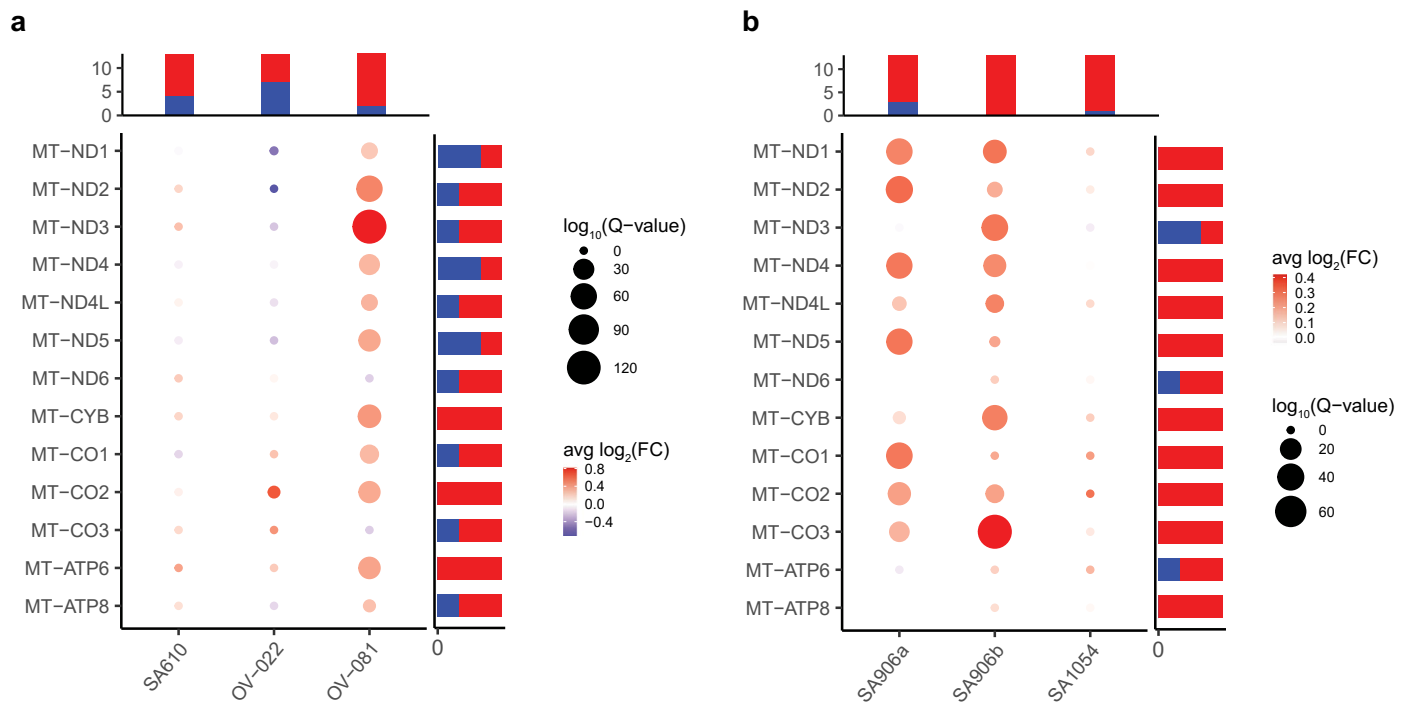 a
10
5
0
MT−ND1
MT−ND2
MT−ND3
MT−ND4
MT−ND4L
MT−ND5
MT−ND6
MT−CYB
MT−CO1
MT−CO2
MT−CO3
MT−ATP6
MT−ATP8
SA610
OV−022
OV−081
0
log10(Q−value)
0
30
60
90
120
avg log2(FC)
0.8
0.4
0.0
−0.4
b
10
5
0
MT−ND1
MT−ND2
MT−ND3
MT−ND4
MT−ND4L
MT−ND5
MT−ND6
MT−CYB
MT−CO1
MT−CO2
MT−CO3
MT−ATP6
MT−ATP8
SA906a
SA906b
SA1054
0
avg log2(FC)
0.4
0.3
0.2
0.1
0.0
log10(Q−value)
0
20
40
60